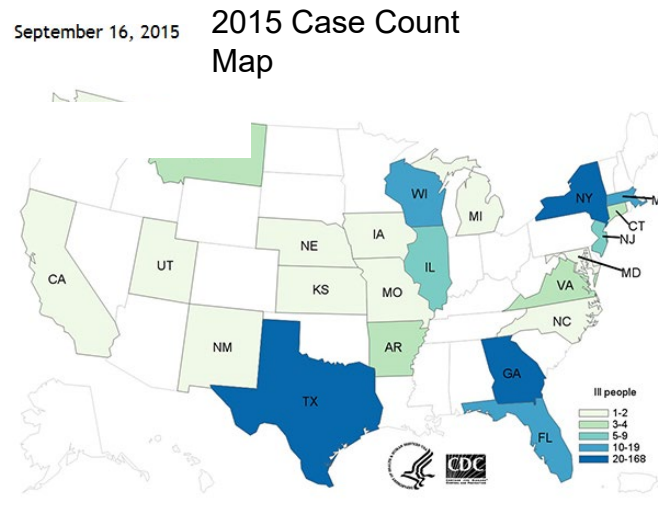 September 16, 2015
2015 Case Count
Map
WI
NY
M
MI
CT
NJ
IA
NE
IL
MD
UT
CA
KS
MO
VA
NC
NM
AR
TX
GA
FL
Ill people
1-2
3-4
5-9
10-19
20-168
CDC